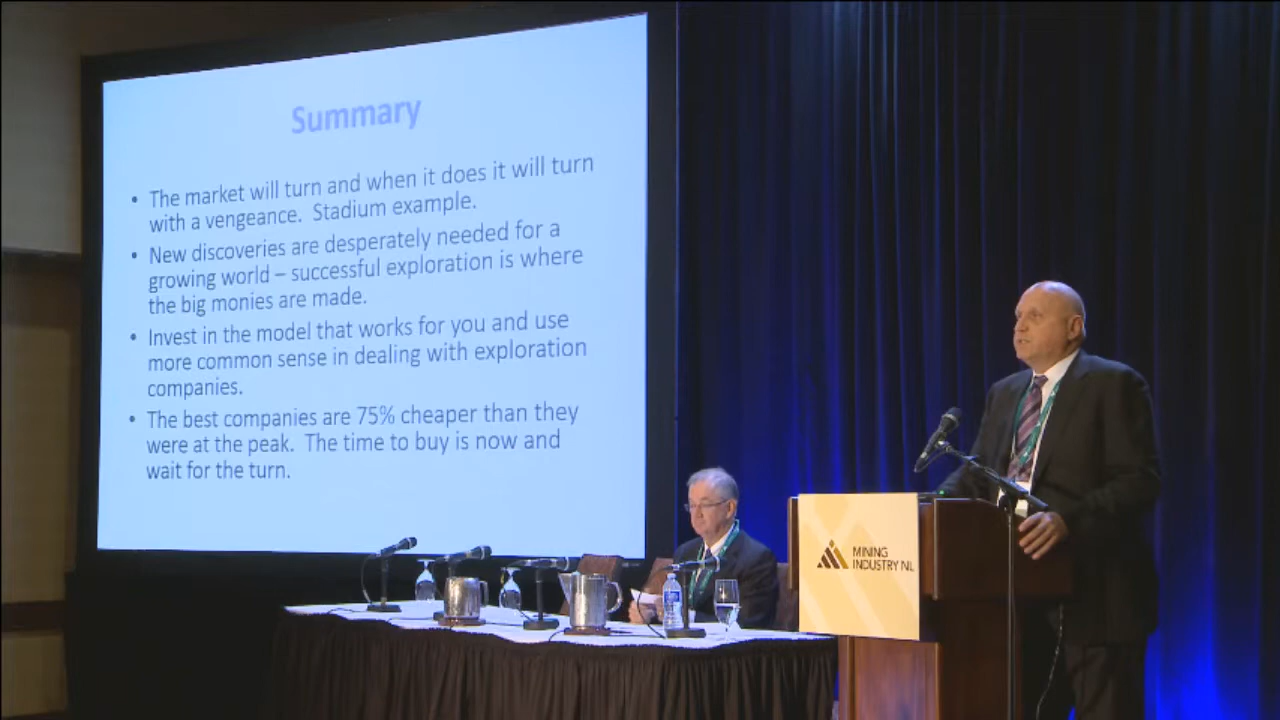 Summary
• The market will turn and when it does it will turn
with a vengeance.  Stadium example.
• New discoveries are desperately needed for a
growing world – successful exploration is where
the big monies are made.
• Invest in the model that works for you and use
more common sense in dealing with exploration
companies.
• The best companies are 75% cheaper than they
were at the peak.  The time to buy is now and
wait for the turn.
MINING
INDUSTRY NL